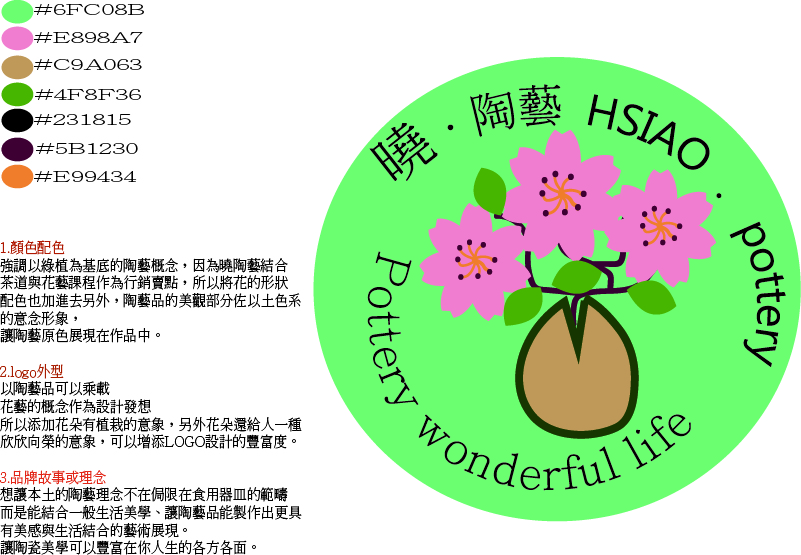 #6FC08B
#E898A7
#C9A063
#4F8F36
#231815
#5B1230
#E99434
1.顏色配色
強調以綠植為基底的陶藝概念，因為曉陶藝結合
茶道與花藝課程作為行銷賣點，所以將花的形狀
配色也加進去另外，陶藝品的美觀部分佐以土色系
的意念形象，
讓陶藝原色展現在作品中。
2.logo外型
以陶藝品可以乘載
花藝的概念作為設計發想
所以添加花朵有植栽的意象，另外花朵還給人一種
欣欣向榮的意象，可以增添LOGO設計的豐富度。
3.品牌故事或理念
想讓本土的陶藝理念不在侷限在食用器皿的範疇
而是能結合一般生活美學、讓陶藝品能製作出更具
有美感與生活結合的藝術展現。
讓陶瓷美學可以豐富在你人生的各方各面。
曉·陶藝 HSIAO·pottery
Pottery wonderful life